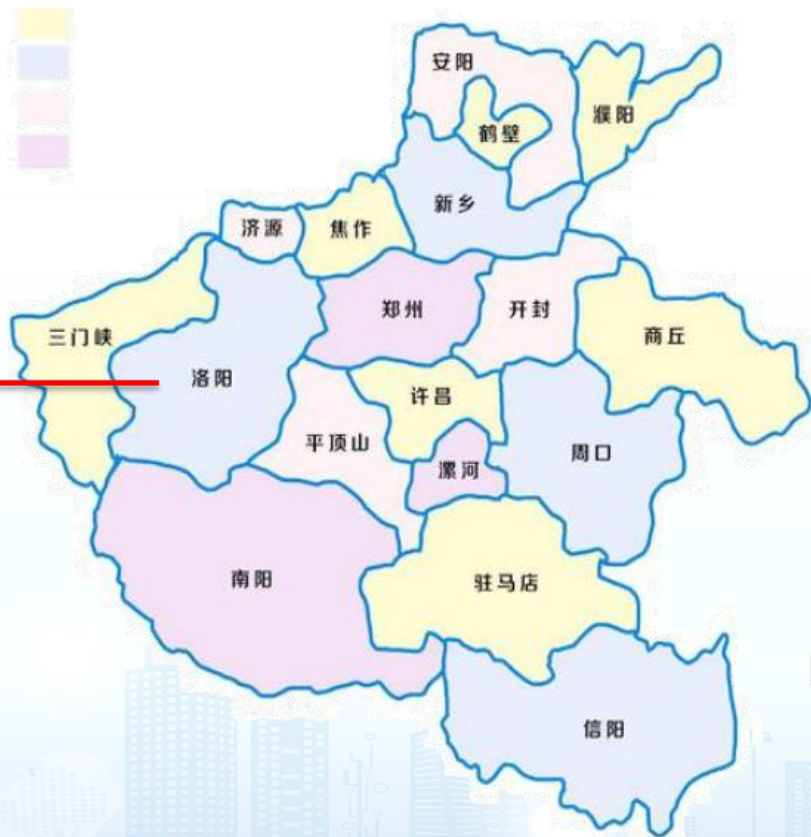 安阳
濮阳
鹤壁
新乡
济源
焦作
郑州
开封
三门峡
商丘
洛阳
许昌
平顶山
周口
漯河
南阳
驻马店
信阳